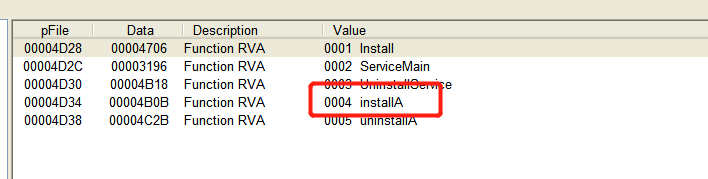 pFile Data Description Value
00004D28 00004706 Function RVA 0001 Install
00004D2C 00003196 Function RVA 0002 ServiceMain
00004D30 00004B18 Function RVA 0003 UninstallService
00004D34 00004B0B Function RVA 0004 installA
00004D38 00004C2B Function RVA 0005 uninstallA